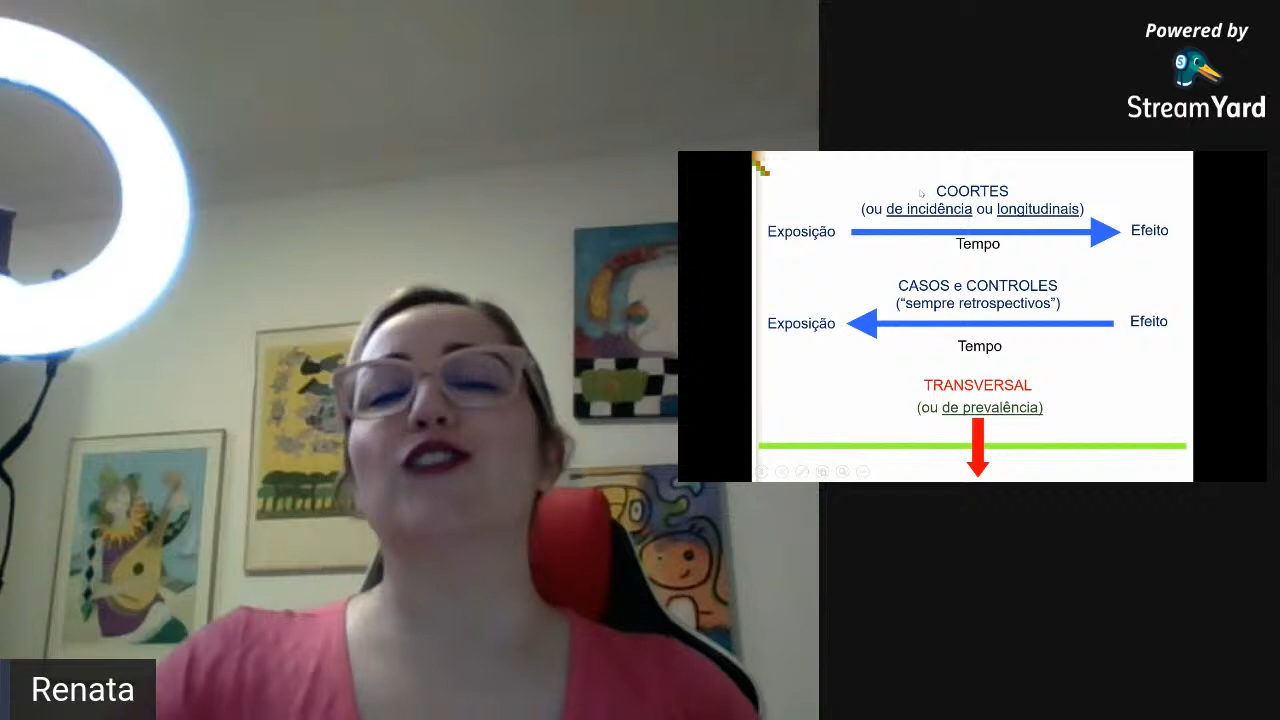 Powered by
StreamYard
COORTES
(ou de incidência ou longitudinais)
Exposição
Efeito
Tempo
CASOS e CONTROLES
(“sempre retrospectivos”)
Exposição
Efeito
Tempo
TRANSVERSAL
(ou de prevalência)
Renata